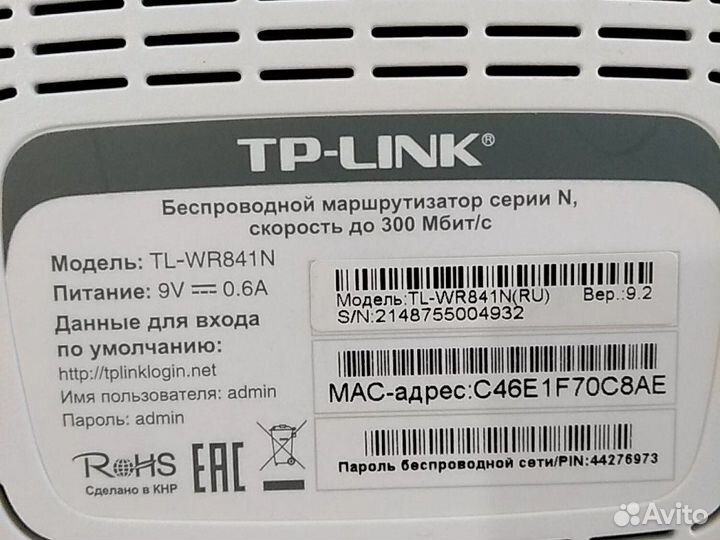 TP-LINK®
Беспроводной маршрутизатор серии N,
скорость до 300 Мбит/с
Модель: TL-WR841N
Питание: 9V 0.6A
Данные для входа
по умолчанию:
http://tplinklogin.net
Имя пользователя: admin
Пароль: admin
RoHS
Сделано в КНР
EAC
Модель:TL-WR841N(RU) Вер.:9.2
S/N:2148755004932
MAC-адрес:C46E1F70C8AE
Пароль беспроводной сети/PIN:44276973
Avito